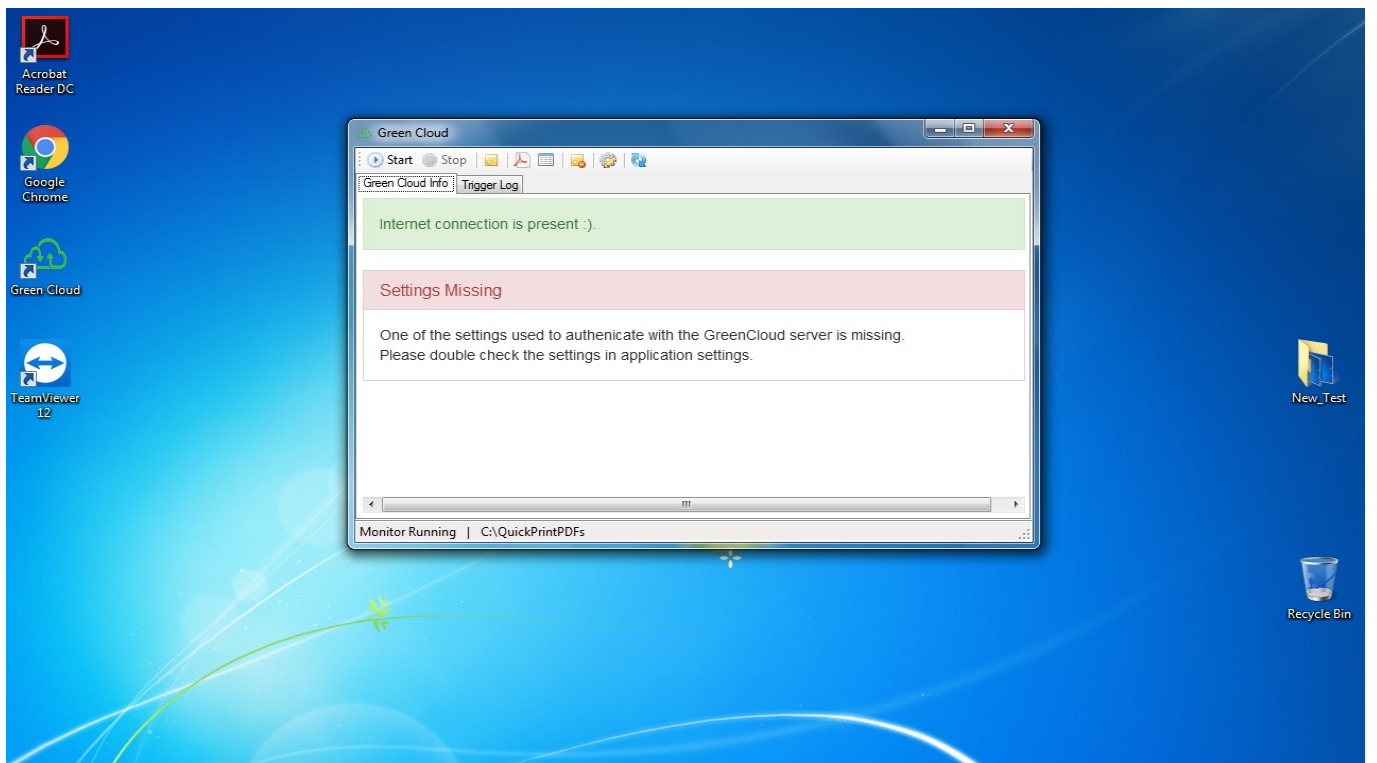 Acrobat
Reader DC
Google
Chrome
Green Cloud
TeamViewer
12
Green Cloud
Start Stop
Green Cloud Info Trigger Log
Internet connection is present :).
Settings Missing
One of the settings used to authenicate with the GreenCloud server is missing.
Please double check the settings in application settings.
Monitor Running | C:\QuickPrintPDFs
New_Test
Recycle Bin